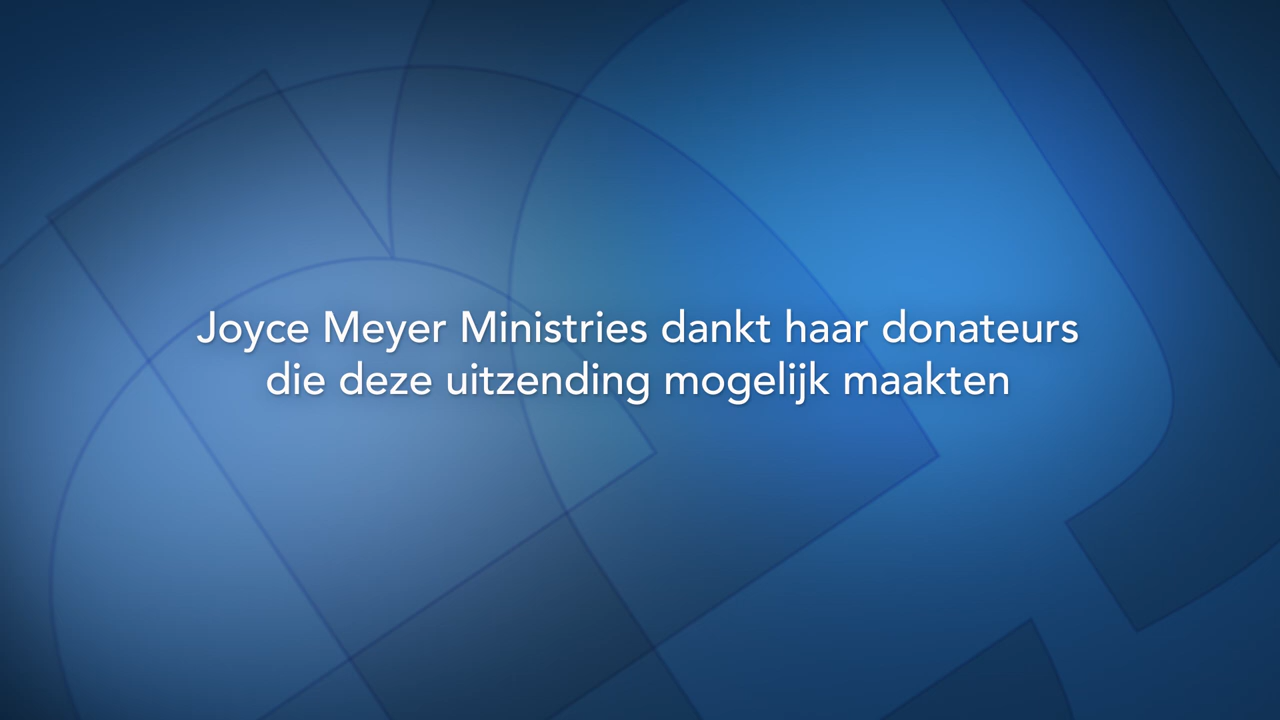 Joyce Meyer Ministries dankt haar donateurs
die deze uitzending mogelijk maakten